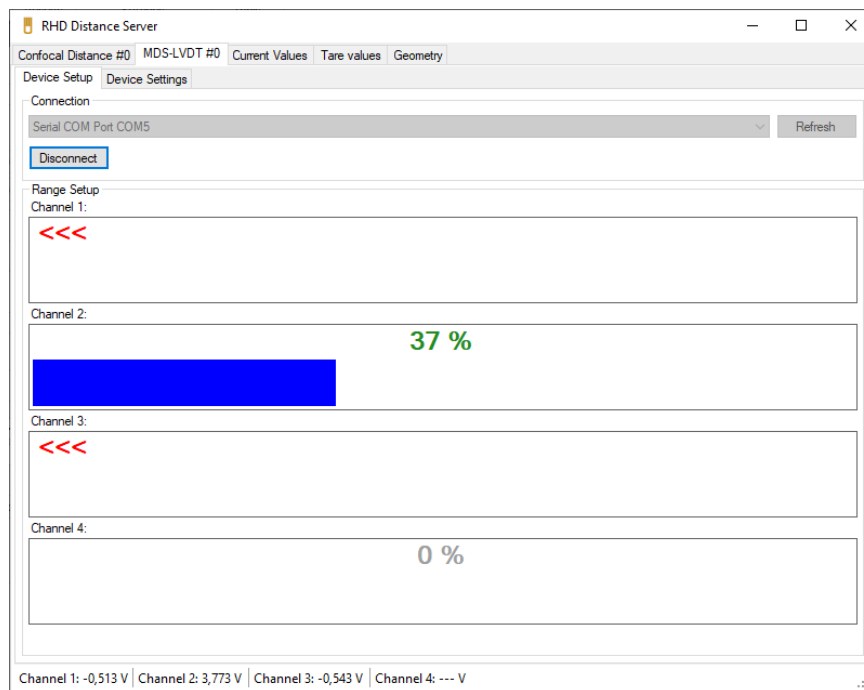 RHD Distance Server
Confocal Distance #0 MDS-LVDT #0 Current Values Tare values Geometry
Device Setup Device Settings
Connection
Serial COM Port COM5 Refresh
Disconnect
Range Setup
Channel 1:
<<<
Channel 2:
37 %
Channel 3:
<<<
Channel 4:
0 %
Channel 1: -0,513 V Channel 2: 3,773 V Channel 3: -0,543 V Channel 4: --- V